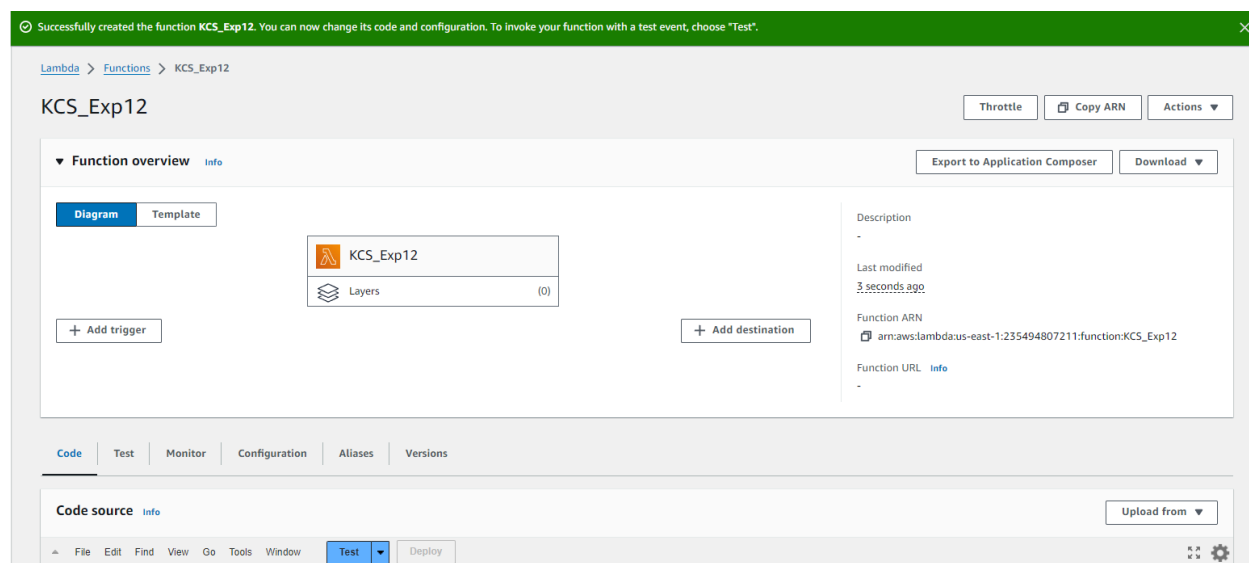 Successfully created the function KCS_Exp12. You can now change its code and configuration. To invoke your function with a test event, choose "Test".
Lambda > Functions > KCS_Exp12
KCS_Exp12
Throttle
Copy ARN
Actions
Function overview Info
Export to Application Composer
Download
Diagram
Template
KCS_Exp12
Layers (0)
+ Add trigger
+ Add destination
Description
-
Last modified
3 seconds ago
Function ARN
arn:aws:lambda:us-east-1:235494807211:function:KCS_Exp12
Function URL Info
-
Code Test Monitor Configuration Aliases Versions
Code source Info
Upload from
File Edit Find View Go Tools Window Test Deploy